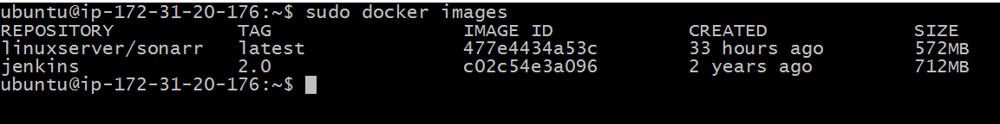 ubuntu@ip-172-31-20-176:~$ sudo docker images
REPOSITORY TAG IMAGE ID CREATED SIZE
linuxserver/sonarr latest 477e4434a53c 33 hours ago 572MB
jenkins 2.0 c02c54e3a096 2 years ago 712MB
ubuntu@ip-172-31-20-176:~$